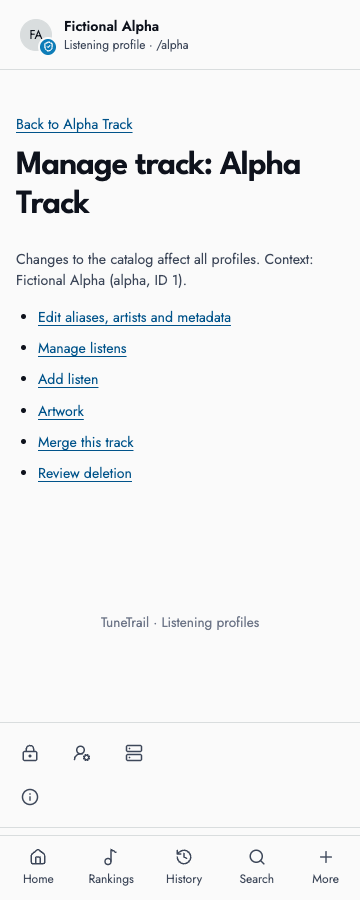 FA
Fictional Alpha
Listening profile · /alpha
Back to Alpha Track
Manage track: Alpha
Track
Changes to the catalog affect all profiles. Context:
Fictional Alpha (alpha, ID 1).
Edit aliases, artists and metadata
Manage listens
Add listen
Artwork
Merge this track
Review deletion
TuneTrail · Listening profiles
Home
Rankings
History
Search
More